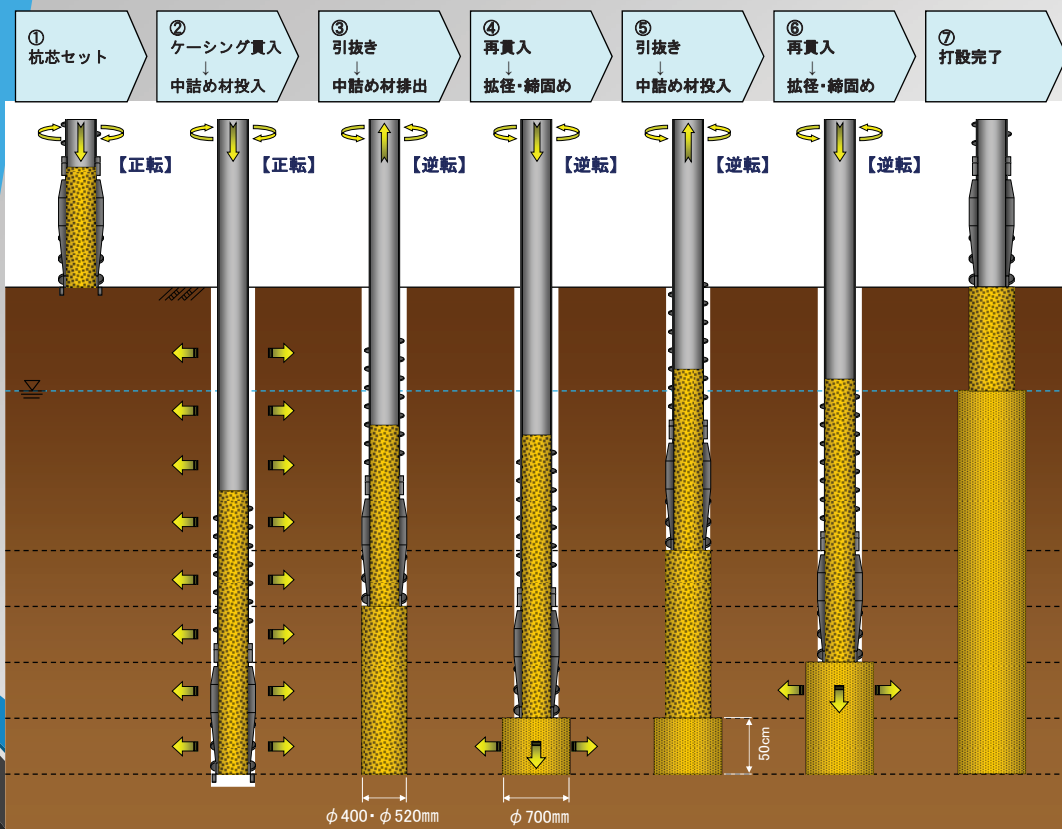 ①
杭芯セット
②
ケーシング貫入
↓
中詰め材投入
③
引抜き
↓
中詰め材排出
④
再貫入
↓
拡径・締固め
⑤
引抜き
↓
中詰め材投入
⑥
再貫入
↓
拡径・締固め
⑦
打設完了
【正転】
【正転】
【逆転】
【逆転】
【逆転】
【逆転】
50cm
φ400・φ520mm
φ700mm